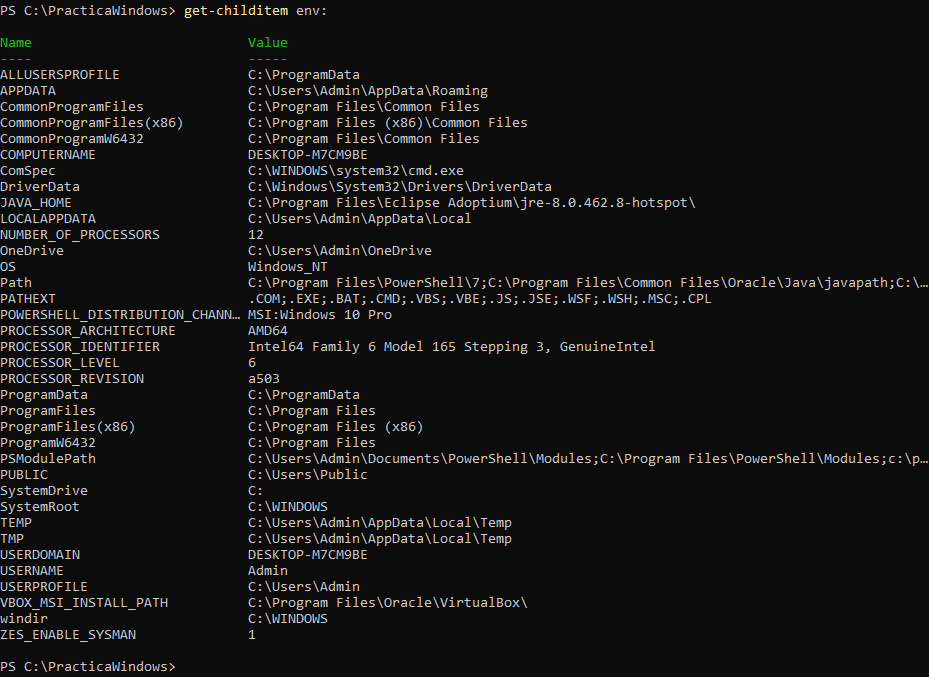 PS C:\PracticaWindows> get-childitem env:
Name Value
---- -----
ALLUSERSPROFILE C:\ProgramData
APPDATA C:\Users\Admin\AppData\Roaming
CommonProgramFiles C:\Program Files\Common Files
CommonProgramFiles(x86) C:\Program Files (x86)\Common Files
CommonProgramW6432 C:\Program Files\Common Files
COMPUTERNAME DESKTOP-M7CM9BE
ComSpec C:\WINDOWS\system32\cmd.exe
DriverData C:\Windows\System32\Drivers\DriverData
JAVA_HOME C:\Program Files\Eclipse Adoptium\jre-8.0.462.8-hotspot\
LOCALAPPDATA C:\Users\Admin\AppData\Local
NUMBER_OF_PROCESSORS 12
OneDrive C:\Users\Admin\OneDrive
OS Windows_NT
Path C:\Program Files\PowerShell\7;C:\Program Files\Common Files\Oracle\Java\javapath;C:\…
PATHEXT .COM;.EXE;.BAT;.CMD;.VBS;.VBE;.JS;.JSE;.WSF;.WSH;.MSC;.CPL
POWERSHELL_DISTRIBUTION_CHANN… MSI:Windows 10 Pro
PROCESSOR_ARCHITECTURE AMD64
PROCESSOR_IDENTIFIER Intel64 Family 6 Model 165 Stepping 3, GenuineIntel
PROCESSOR_LEVEL 6
PROCESSOR_REVISION a503
ProgramData C:\ProgramData
ProgramFiles C:\Program Files
ProgramFiles(x86) C:\Program Files (x86)
ProgramW6432 C:\Program Files
PSModulePath C:\Users\Admin\Documents\PowerShell\Modules;C:\Program Files\PowerShell\Modules;c:\p…
PUBLIC C:\Users\Public
SystemDrive C:
SystemRoot C:\WINDOWS
TEMP C:\Users\Admin\AppData\Local\Temp
TMP C:\Users\Admin\AppData\Local\Temp
USERDOMAIN DESKTOP-M7CM9BE
USERNAME Admin
USERPROFILE C:\Users\Admin
VBOX_MSI_INSTALL_PATH C:\Program Files\Oracle\VirtualBox\
windir C:\WINDOWS
ZES_ENABLE_SYSMAN 1
PS C:\PracticaWindows>